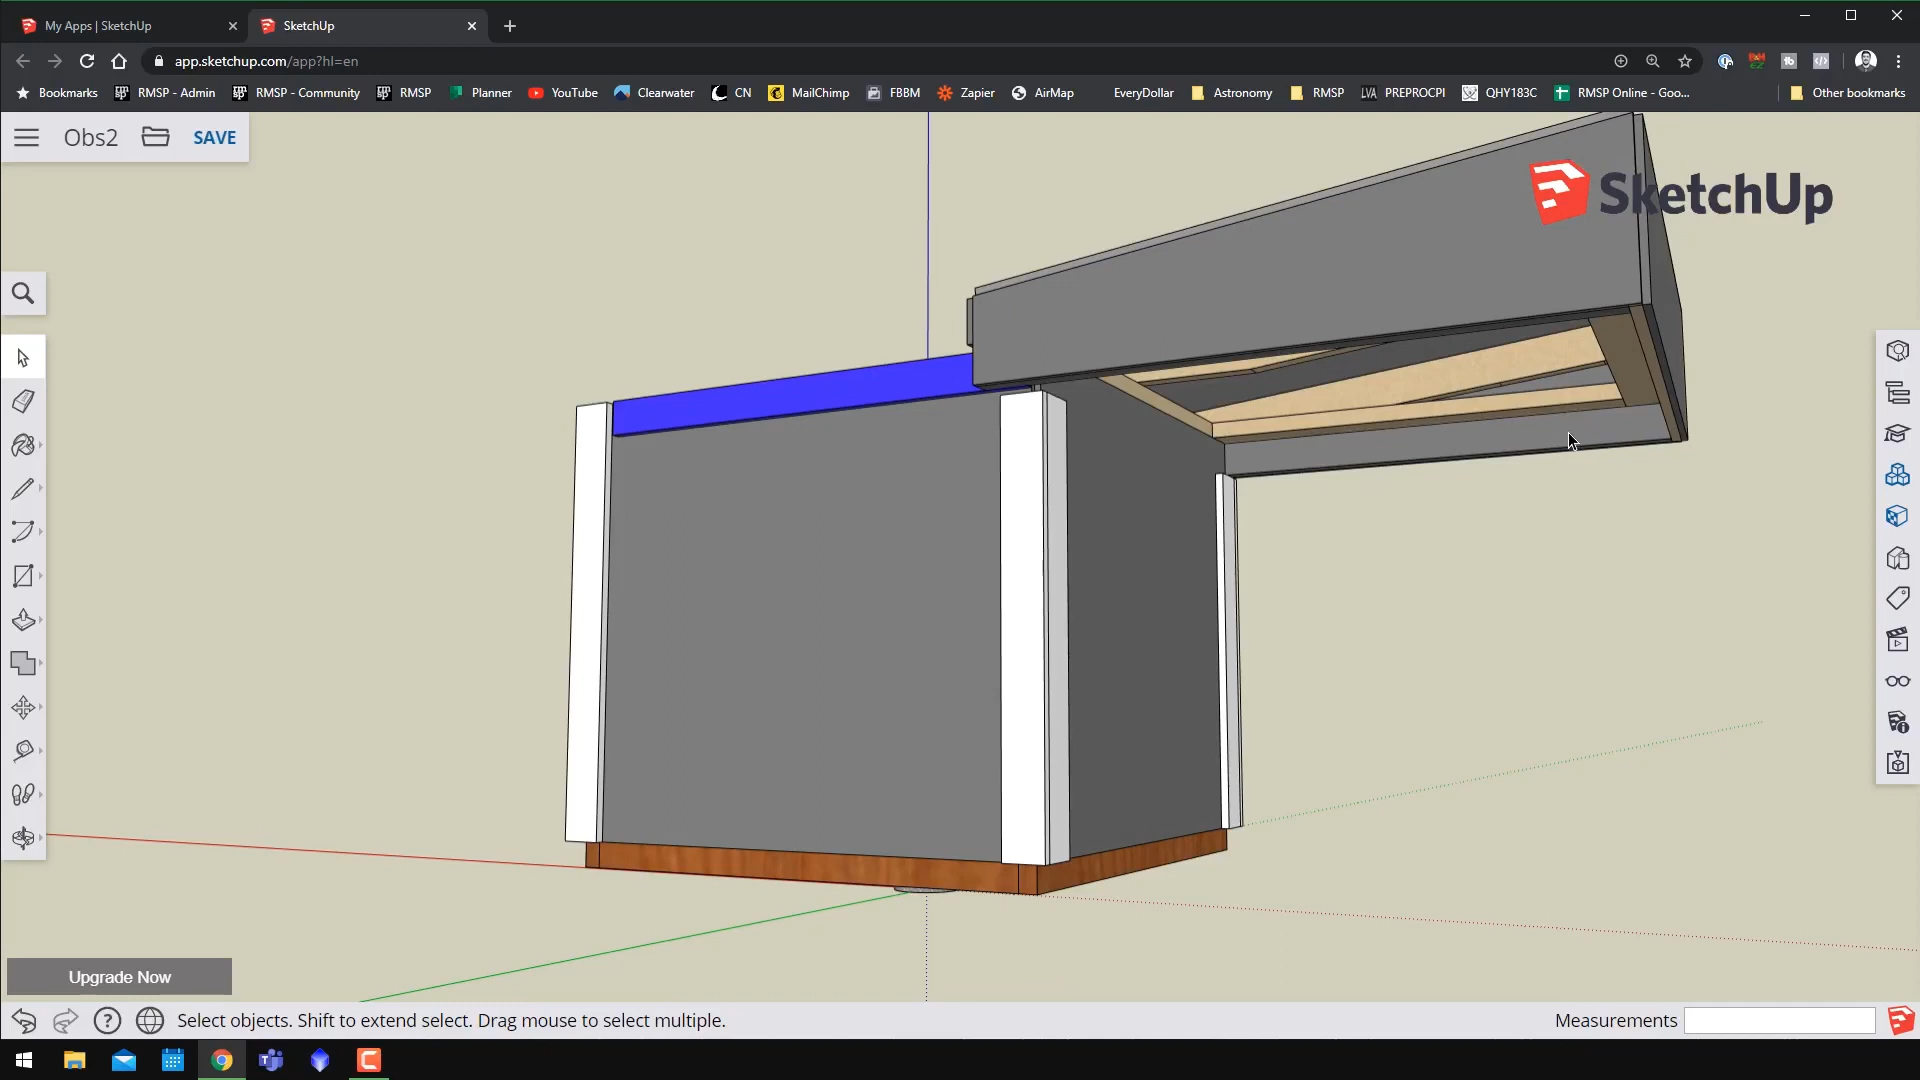 My Apps | SketchUp
SketchUp
app.sketchup.com/app?hl=en
Bookmarks
RMSP - Admin
RMSP - Community
RMSP
Planner
YouTube
Clearwater
CN
MailChimp
FBBM
Zapier
AirMap
EveryDollar
Astronomy
RMSP
LVA PREPROCPI
QHY183C
RMSP Online - Goo...
Other bookmarks
Obs2
SAVE
SketchUp
Upgrade Now
Select objects. Shift to extend select. Drag mouse to select multiple.
Measurements